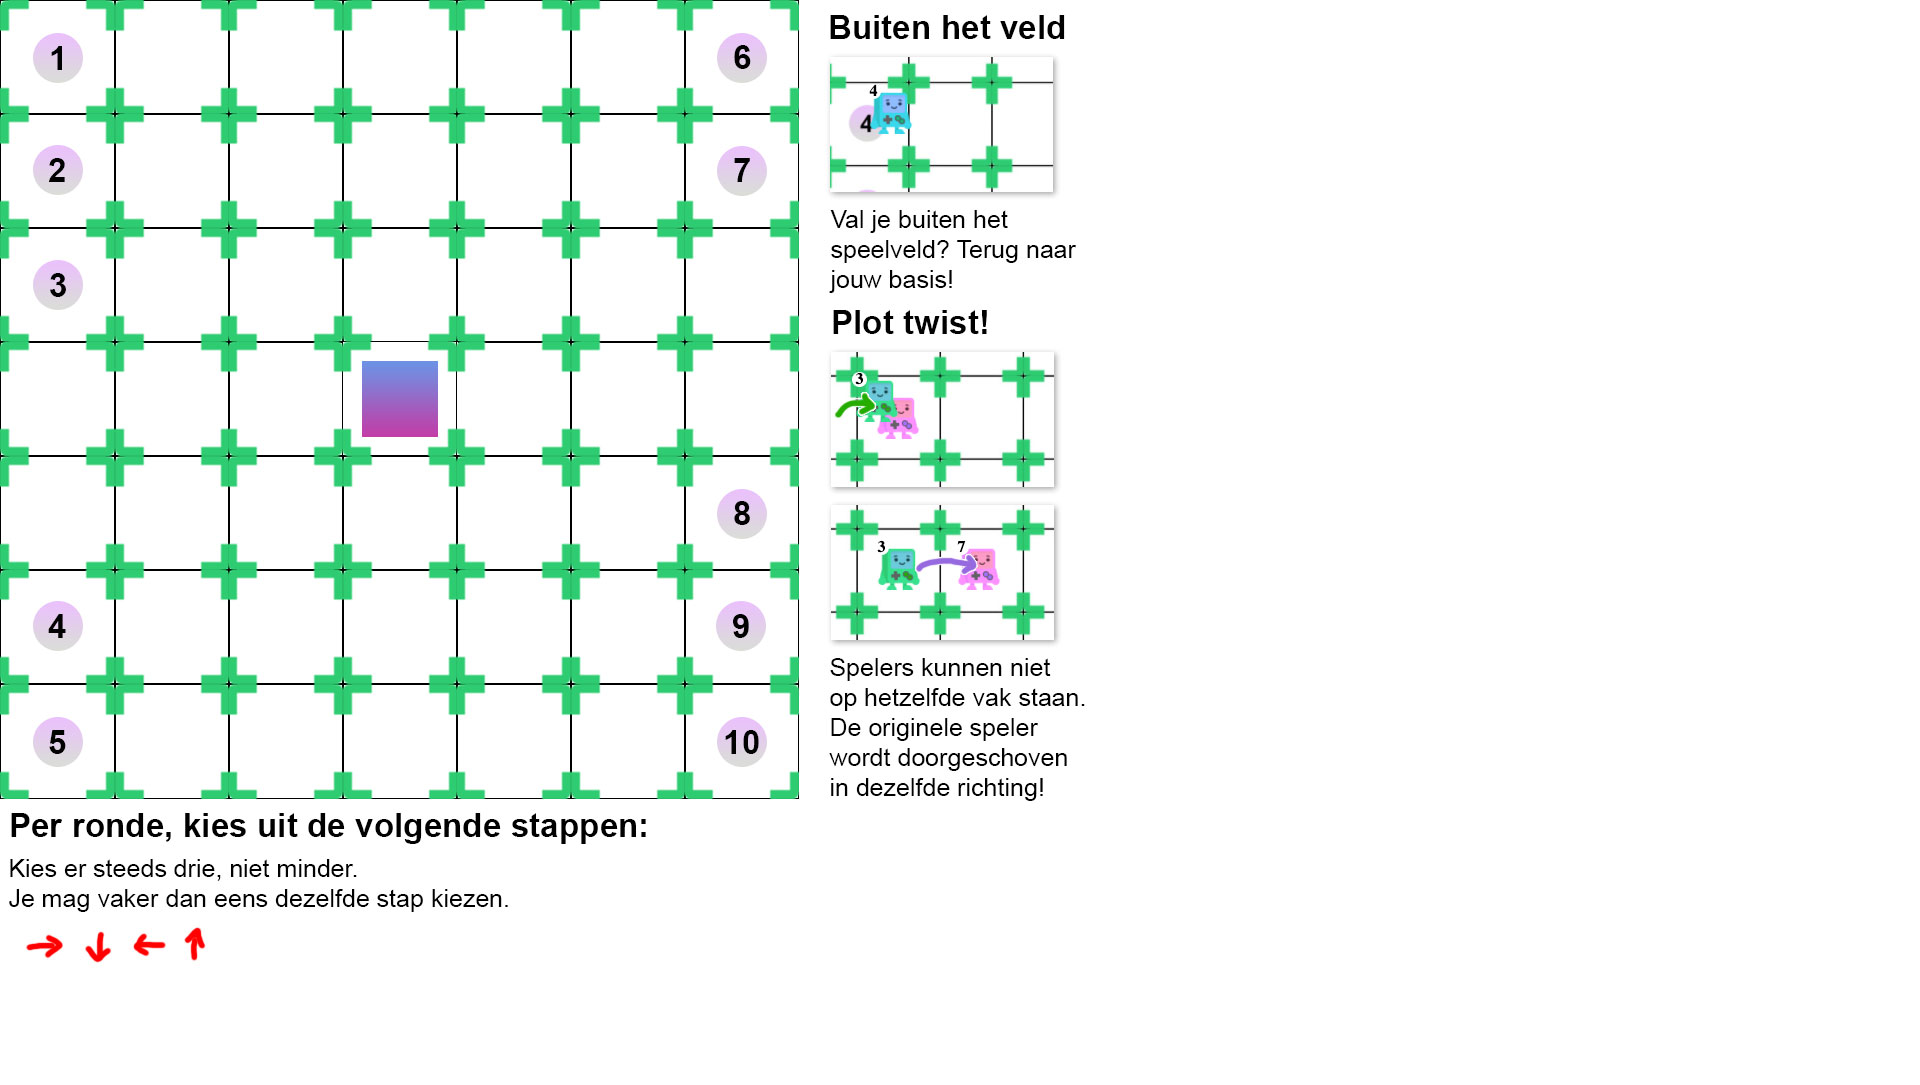 1
6
2
7
3
8
4
9
5
10
Buiten het veld
4
4
Val je buiten het
speelveld? Terug naar
jouw basis!
Plot twist!
3
3
7
Spelers kunnen niet
op hetzelfde vak staan.
De originele speler
wordt doorgeschoven
in dezelfde richting!
Per ronde, kies uit de volgende stappen:
Kies er steeds drie, niet minder.
Je mag vaker dan eens dezelfde stap kiezen.